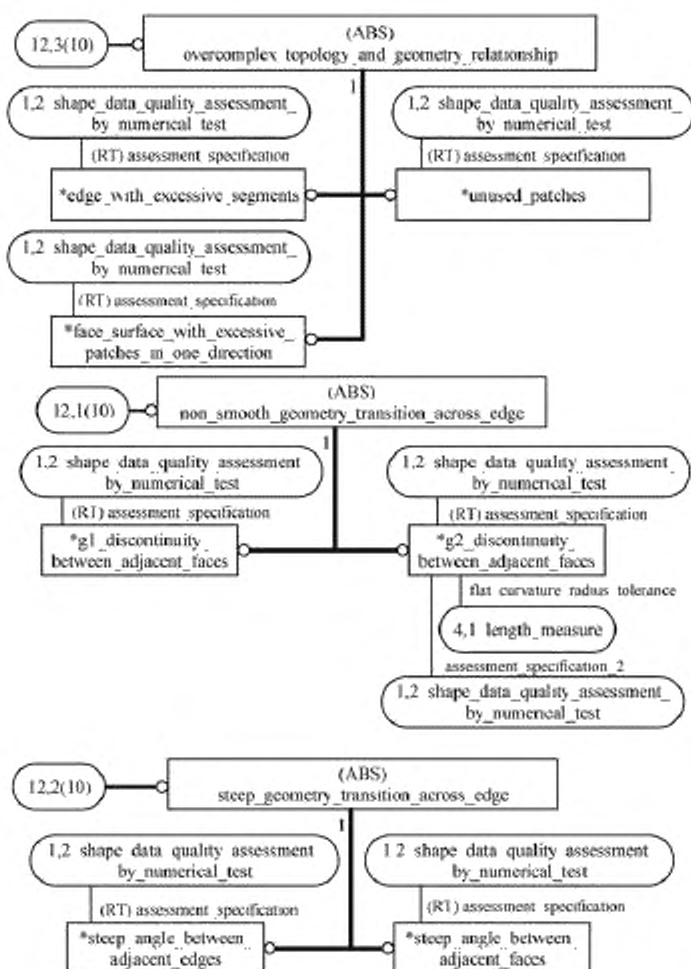 12,3(10)
(ABS)
overcomplex_topology_and_geometry_relationship
1
1,2 shape_data_quality_assessment_
by_numerical_test
1,2 shape_data_quality_assessment_
by_numerical_test
(RT) assessment_specification
(RT) assessment_specification
*edge_with_excessive_segments
*unused_patches
1,2 shape_data_quality_assessment_
by_numerical_test
(RT) assessment_specification
*face_surface_with_excessive_
patches_in_one_direction
12,1(10)
(ABS)
non_smooth_geometry_transition_across_edge
1
1,2 shape_data_quality_assessment
by_numerical_test
1,2 shape_data_quality_assessment_
by_numerical_test
(RT) assessment_specification
(RT) assessment_specification
*g1_discontinuity_
between_adjacent_faces
*g2_discontinuity_
between_adjacent_faces
flat_curvature_radius_tolerance
4,1 length_measure
assessment_specification_2
1,2 shape_data_quality_assessment_
by_numerical_test
12,2(10)
(ABS)
steep_geometry_transition_across_edge
1
1,2 shape_data_quality_assessment
by_numerical_test
1 2 shape_data_quality_assessment
by_numerical_test
(RT) assessment_specification
(RT) assessment_specification
*steep_angle_between_
adjacent_edges
*steep_angle_between_
adjacent_faces